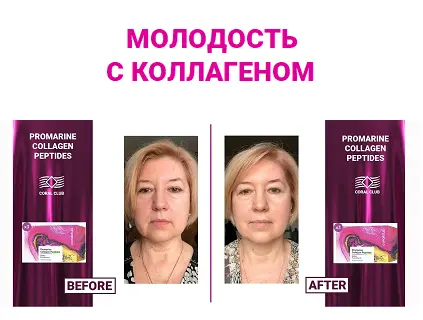 МОЛОДОСТЬ
С КОЛЛАГЕНОМ
PROMARINE
COLLAGEN
PEPTIDES
CORAL CLUB
BEFORE
PROMARINE
COLLAGEN
PEPTIDES
CORAL CLUB
AFTER